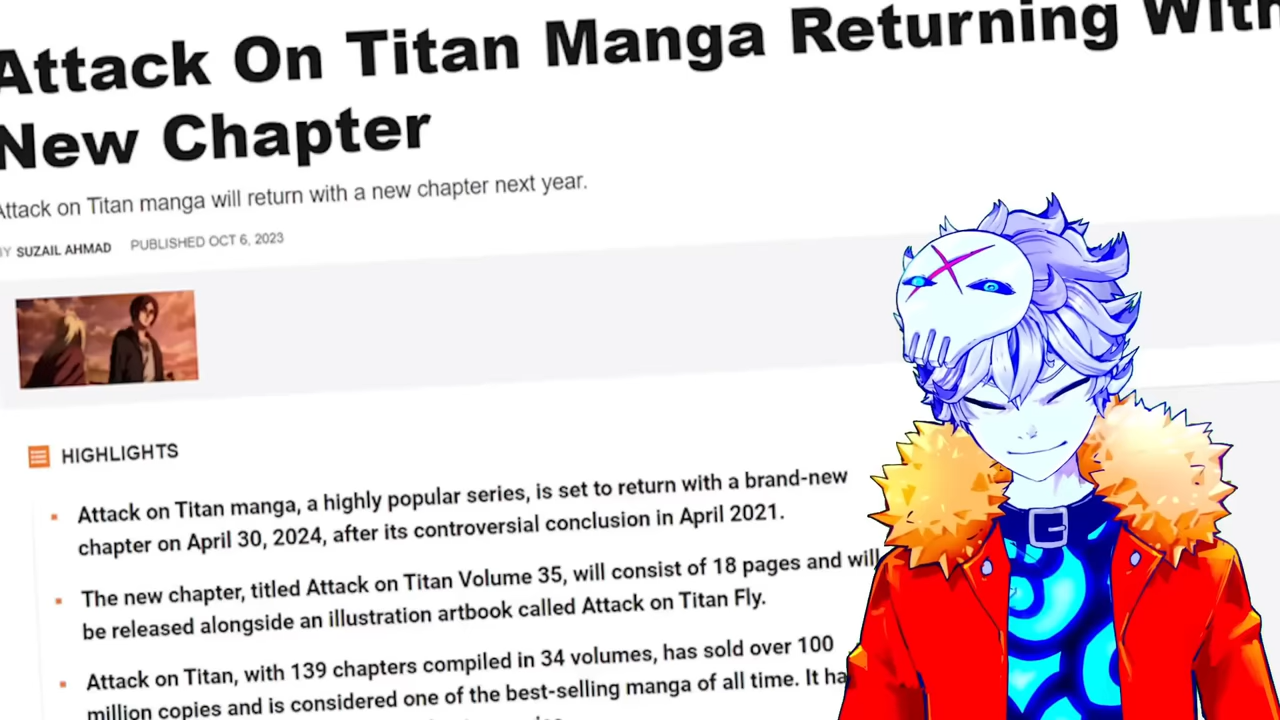 Attack On Titan Manga Returning With
New Chapter
Attack on Titan manga will return with a new chapter next year.
BY SUZAIL AHMAD PUBLISHED OCT 6, 2023
HIGHLIGHTS
Attack on Titan manga, a highly popular series, is set to return with a brand-new
chapter on April 30, 2024, after its controversial conclusion in April 2021.
The new chapter, titled Attack on Titan Volume 35, will consist of 18 pages and will
be released alongside an illustration artbook called Attack on Titan Fly.
Attack on Titan, with 139 chapters compiled in 34 volumes, has sold over 100
million copies and is considered one of the best-selling manga of all time. It ha